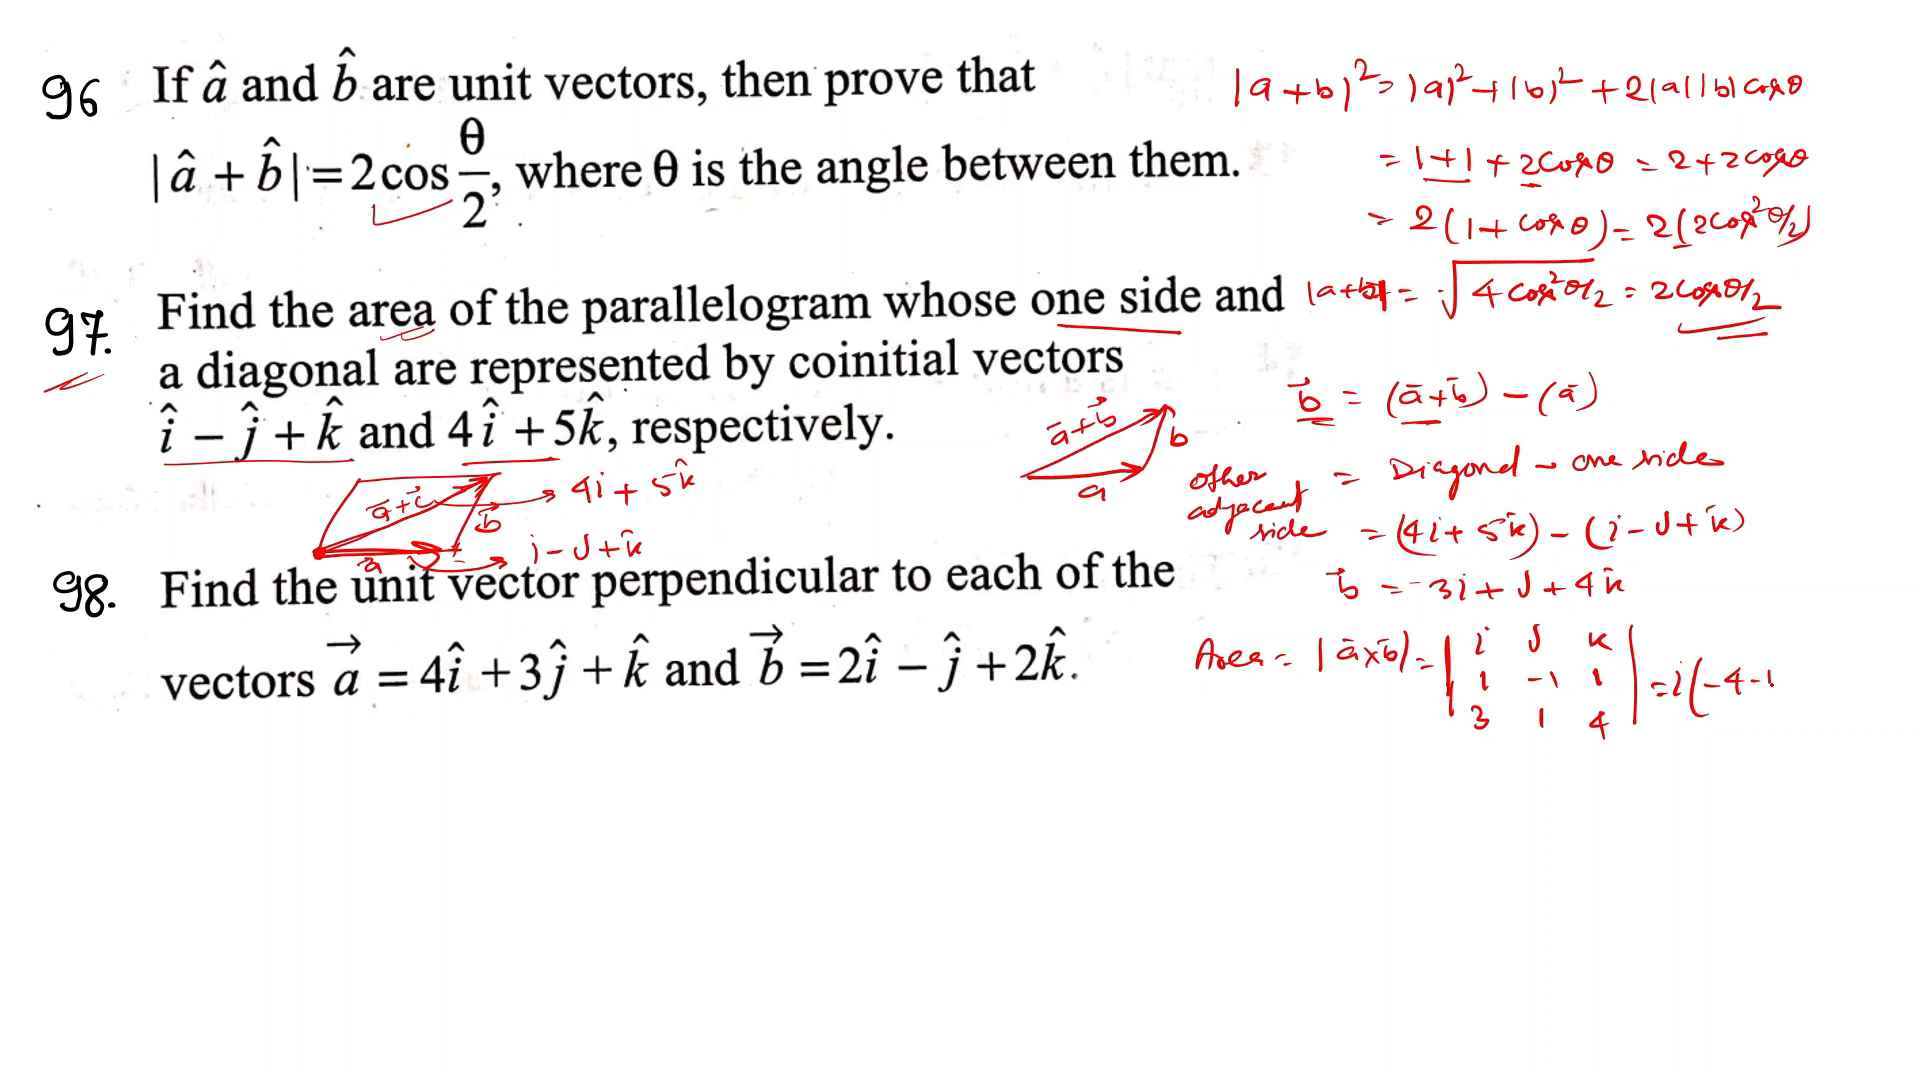 96 If â and b̂ are unit vectors, then prove that
|â + b̂| = 2cos θ/2, where θ is the angle between them.
|a+b|² = |a|² + |b|² + 2|a||b|cosθ
= 1+1 + 2cosθ = 2+2cosθ
= 2(1+cosθ) = 2(2cos²θ/2)
|a+b| = √4cos²θ/2 = 2cosθ/2
97. Find the area of the parallelogram whose one side and
a diagonal are represented by coinitial vectors
î − ĵ + k̂ and 4î + 5k̂, respectively.
4i + 5k̂
b⃗
a
i − J + k̂
a⃗+b⃗
b
a
b⃗ = (ā+b̄) − (ā)
other adjacent side = Diagonal − one side
= (4i + 5k̄) − (i − J + k̄)
b⃗ = 3i + J + 4k̄
Area = |ā×b̄| = | i J k |
1 -1 1
3 1 4
= i(-4-1
98. Find the unit vector perpendicular to each of the
vectors a⃗ = 4î + 3ĵ + k̂ and b⃗ = 2î − ĵ + 2k̂.